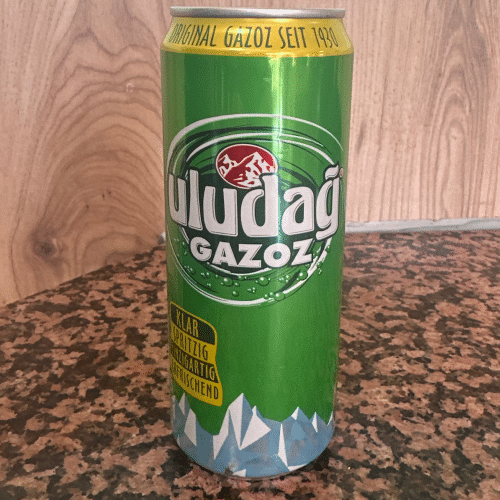 ORIGINAL GAZOZ SEIT 1930
uludağ
GAZOZ
KLAR
SPRITZIG
EINZIGARTIG
ERFRISCHEND